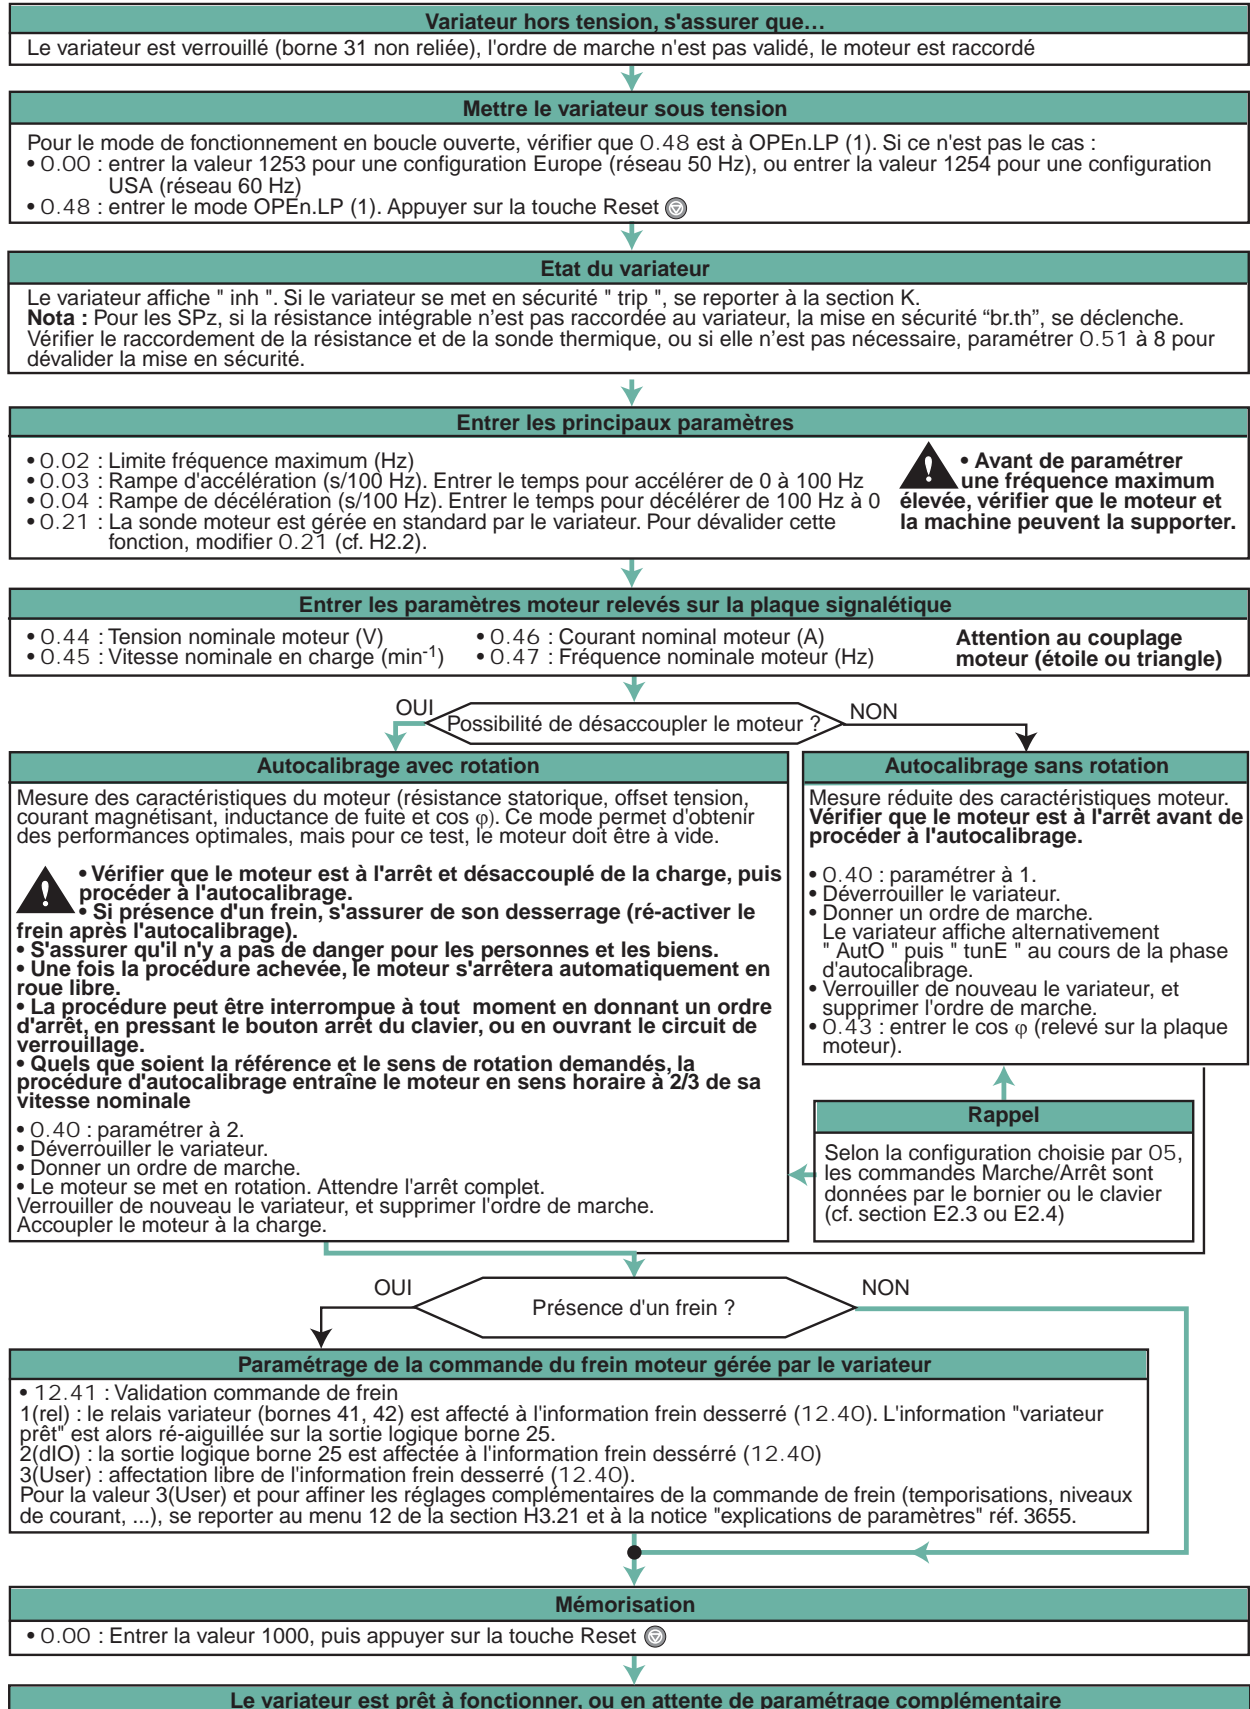 Variateur hors tension, s'assurer que…
Le variateur est verrouillé (borne 31 non reliée), l'ordre de marche n'est pas validé, le moteur est raccordé
Mettre le variateur sous tension
Pour le mode de fonctionnement en boucle ouverte, vérifier que 0.48 est à OPEn.LP (1). Si ce n'est pas le cas :
• 0.00 : entrer la valeur 1253 pour une configuration Europe (réseau 50 Hz), ou entrer la valeur 1254 pour une configuration
USA (réseau 60 Hz)
• 0.48 : entrer le mode OPEn.LP (1). Appuyer sur la touche Reset
Etat du variateur
Le variateur affiche " inh ". Si le variateur se met en sécurité " trip ", se reporter à la section K.
Nota : Pour les SPz, si la résistance intégrable n’est pas raccordée au variateur, la mise en sécurité “br.th”, se déclenche.
Vérifier le raccordement de la résistance et de la sonde thermique, ou si elle n’est pas nécessaire, paramétrer 0.51 à 8 pour
dévalider la mise en sécurité.
Entrer les principaux paramètres
• 0.02 : Limite fréquence maximum (Hz)
• 0.03 : Rampe d'accélération (s/100 Hz). Entrer le temps pour accélérer de 0 à 100 Hz
• 0.04 : Rampe de décélération (s/100 Hz). Entrer le temps pour décélérer de 100 Hz à 0
• 0.21 : La sonde moteur est gérée en standard par le variateur. Pour dévalider cette
fonction, modifier 0.21 (cf. H2.2).
! • Avant de paramétrer
une fréquence maximum
élevée, vérifier que le moteur et
la machine peuvent la supporter.
Entrer les paramètres moteur relevés sur la plaque signalétique
• 0.44 : Tension nominale moteur (V)
• 0.45 : Vitesse nominale en charge (min-1)
• 0.46 : Courant nominal moteur (A)
• 0.47 : Fréquence nominale moteur (Hz)
Attention au couplage
moteur (étoile ou triangle)
OUI
Possibilité de désaccoupler le moteur ?
NON
Autocalibrage avec rotation
Mesure des caractéristiques du moteur (résistance statorique, offset tension,
courant magnétisant, inductance de fuite et cos φ). Ce mode permet d'obtenir
des performances optimales, mais pour ce test, le moteur doit être à vide.
! • Vérifier que le moteur est à l'arrêt et désaccouplé de la charge, puis
procéder à l'autocalibrage.
• Si présence d'un frein, s'assurer de son desserrage (ré-activer le
frein après l'autocalibrage).
• S'assurer qu'il n'y a pas de danger pour les personnes et les biens.
• Une fois la procédure achevée, le moteur s'arrêtera automatiquement en
roue libre.
• La procédure peut être interrompue à tout moment en donnant un ordre
d'arrêt, en pressant le bouton arrêt du clavier, ou en ouvrant le circuit de
verrouillage.
• Quels que soient la référence et le sens de rotation demandés, la
procédure d'autocalibrage entraîne le moteur en sens horaire à 2/3 de sa
vitesse nominale
• 0.40 : paramétrer à 2.
• Déverrouiller le variateur.
• Donner un ordre de marche.
• Le moteur se met en rotation. Attendre l'arrêt complet.
Verrouiller de nouveau le variateur, et supprimer l'ordre de marche.
Accoupler le moteur à la charge.
Autocalibrage sans rotation
Mesure réduite des caractéristiques moteur.
Vérifier que le moteur est à l'arrêt avant de
procéder à l'autocalibrage.
• 0.40 : paramétrer à 1.
• Déverrouiller le variateur.
• Donner un ordre de marche.
Le variateur affiche alternativement
" AutO " puis " tunE " au cours de la phase
d'autocalibrage.
• Verrouiller de nouveau le variateur, et
supprimer l'ordre de marche.
• 0.43 : entrer le cos φ (relevé sur la plaque
moteur).
Rappel
Selon la configuration choisie par 05,
les commandes Marche/Arrêt sont
données par le bornier ou le clavier
(cf. section E2.3 ou E2.4)
OUI
Présence d'un frein ?
NON
Paramétrage de la commande du frein moteur gérée par le variateur
• 12.41 : Validation commande de frein
1(rel) : le relais variateur (bornes 41, 42) est affecté à l'information frein desserré (12.40). L'information "variateur
prêt" est alors ré-aiguillée sur la sortie logique borne 25.
2(dIO) : la sortie logique borne 25 est affectée à l'information frein dessérré (12.40)
3(User) : affectation libre de l'information frein desserré (12.40).
Pour la valeur 3(User) et pour affiner les réglages complémentaires de la commande de frein (temporisations, niveaux
de courant, ...), se reporter au menu 12 de la section H3.21 et à la notice "explications de paramètres" réf. 3655.
Mémorisation
• 0.00 : Entrer la valeur 1000, puis appuyer sur la touche Reset
Le variateur est prêt à fonctionner, ou en attente de paramétrage complémentaire